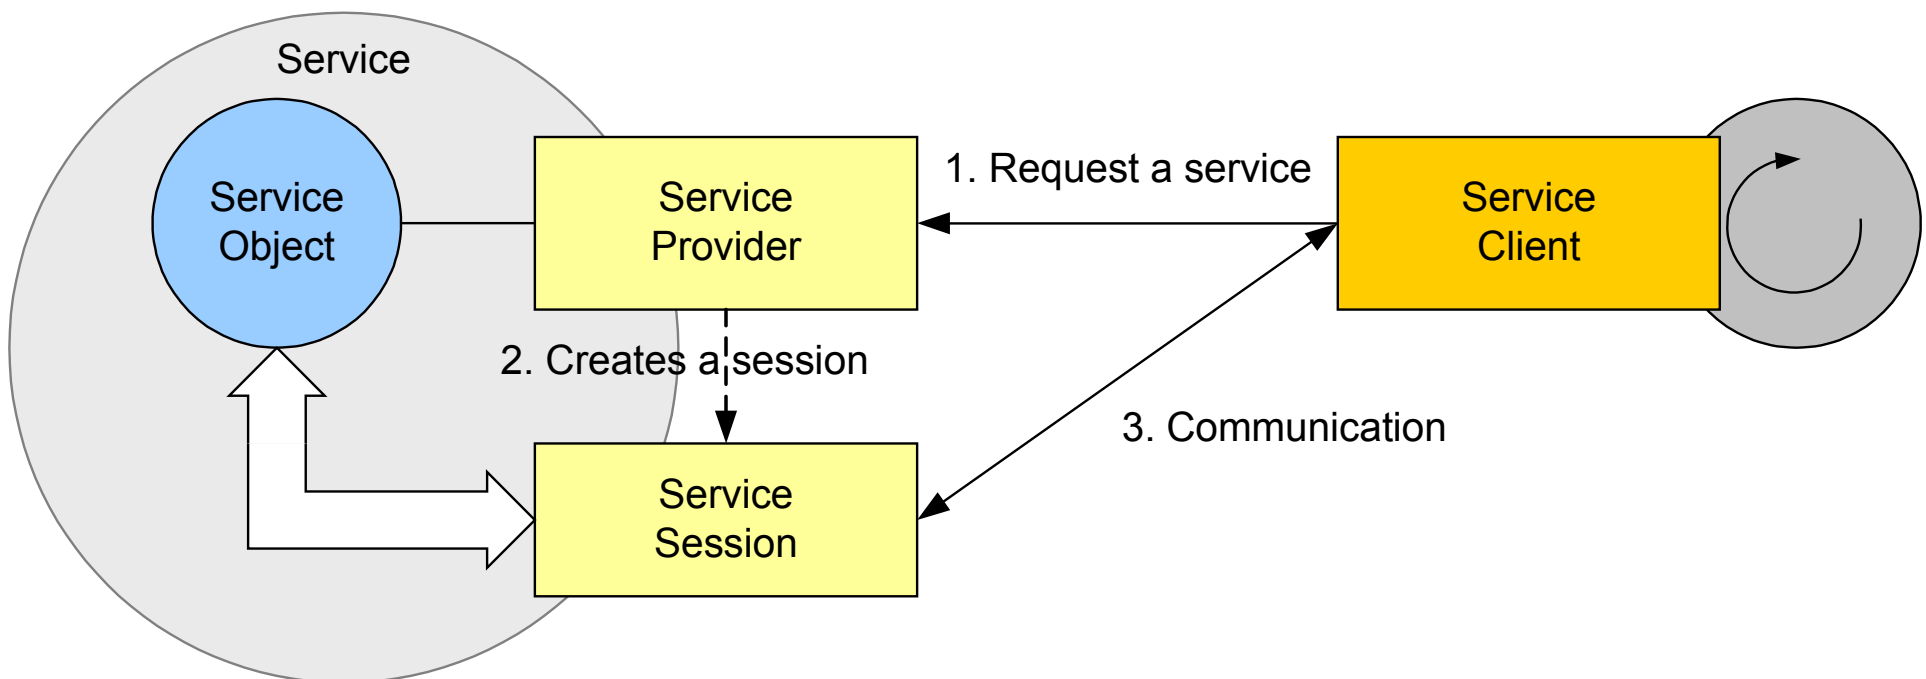 Service
Service
Object
Service
Provider
1. Request a service
Service
Client
2. Creates a session
3. Communication
Service
Session